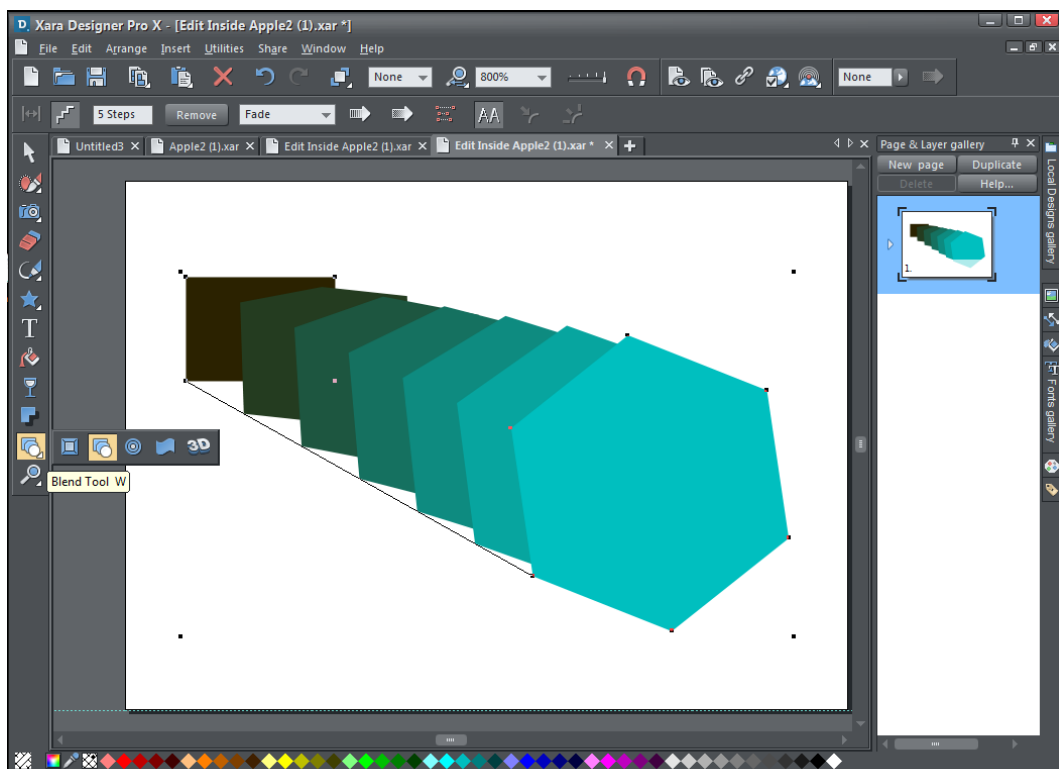 D. Xara Designer Pro X - [Edit Inside Apple2 (1).xar *]
File Edit Arrange Insert Utilities Share Window Help
None 800% None
5 Steps Remove Fade AA
Untitled3 Apple2 (1).xar Edit Inside Apple2 (1).xar Edit Inside Apple2 (1).xar *
Page & Layer gallery
New page Duplicate
Delete Help...
1.
Local Designs gallery
Fonts gallery
T
3D
Blend Tool W